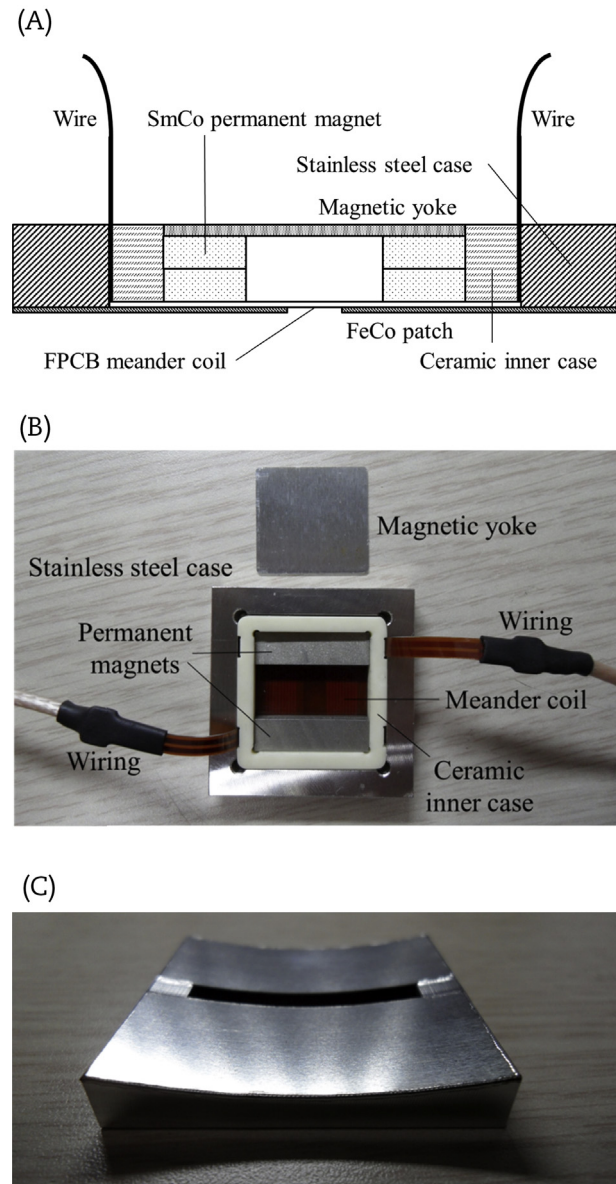 (A)
Wire
SmCo permanent magnet
Wire
Stainless steel case
Magnetic yoke
FeCo patch
FPCB meander coil
Ceramic inner case
(B)
Magnetic yoke
Stainless steel case
Permanent
magnets
Wiring
Meander coil
Wiring
Ceramic
inner case
(C)